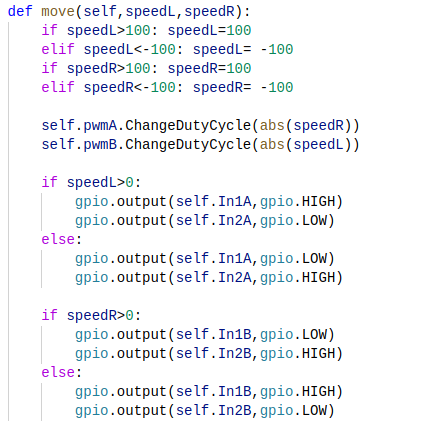 def move(self,speedL,speedR):
    if speedL>100: speedL=100
    elif speedL<-100: speedL= -100
    if speedR>100: speedR=100
    elif speedR<-100: speedR= -100

    self.pwmA.ChangeDutyCycle(abs(speedR))
    self.pwmB.ChangeDutyCycle(abs(speedL))

    if speedL>0:
        gpio.output(self.In1A,gpio.HIGH)
        gpio.output(self.In2A,gpio.LOW)
    else:
        gpio.output(self.In1A,gpio.LOW)
        gpio.output(self.In2A,gpio.HIGH)

    if speedR>0:
        gpio.output(self.In1B,gpio.LOW)
        gpio.output(self.In2B,gpio.HIGH)
    else:
        gpio.output(self.In1B,gpio.HIGH)
        gpio.output(self.In2B,gpio.LOW)